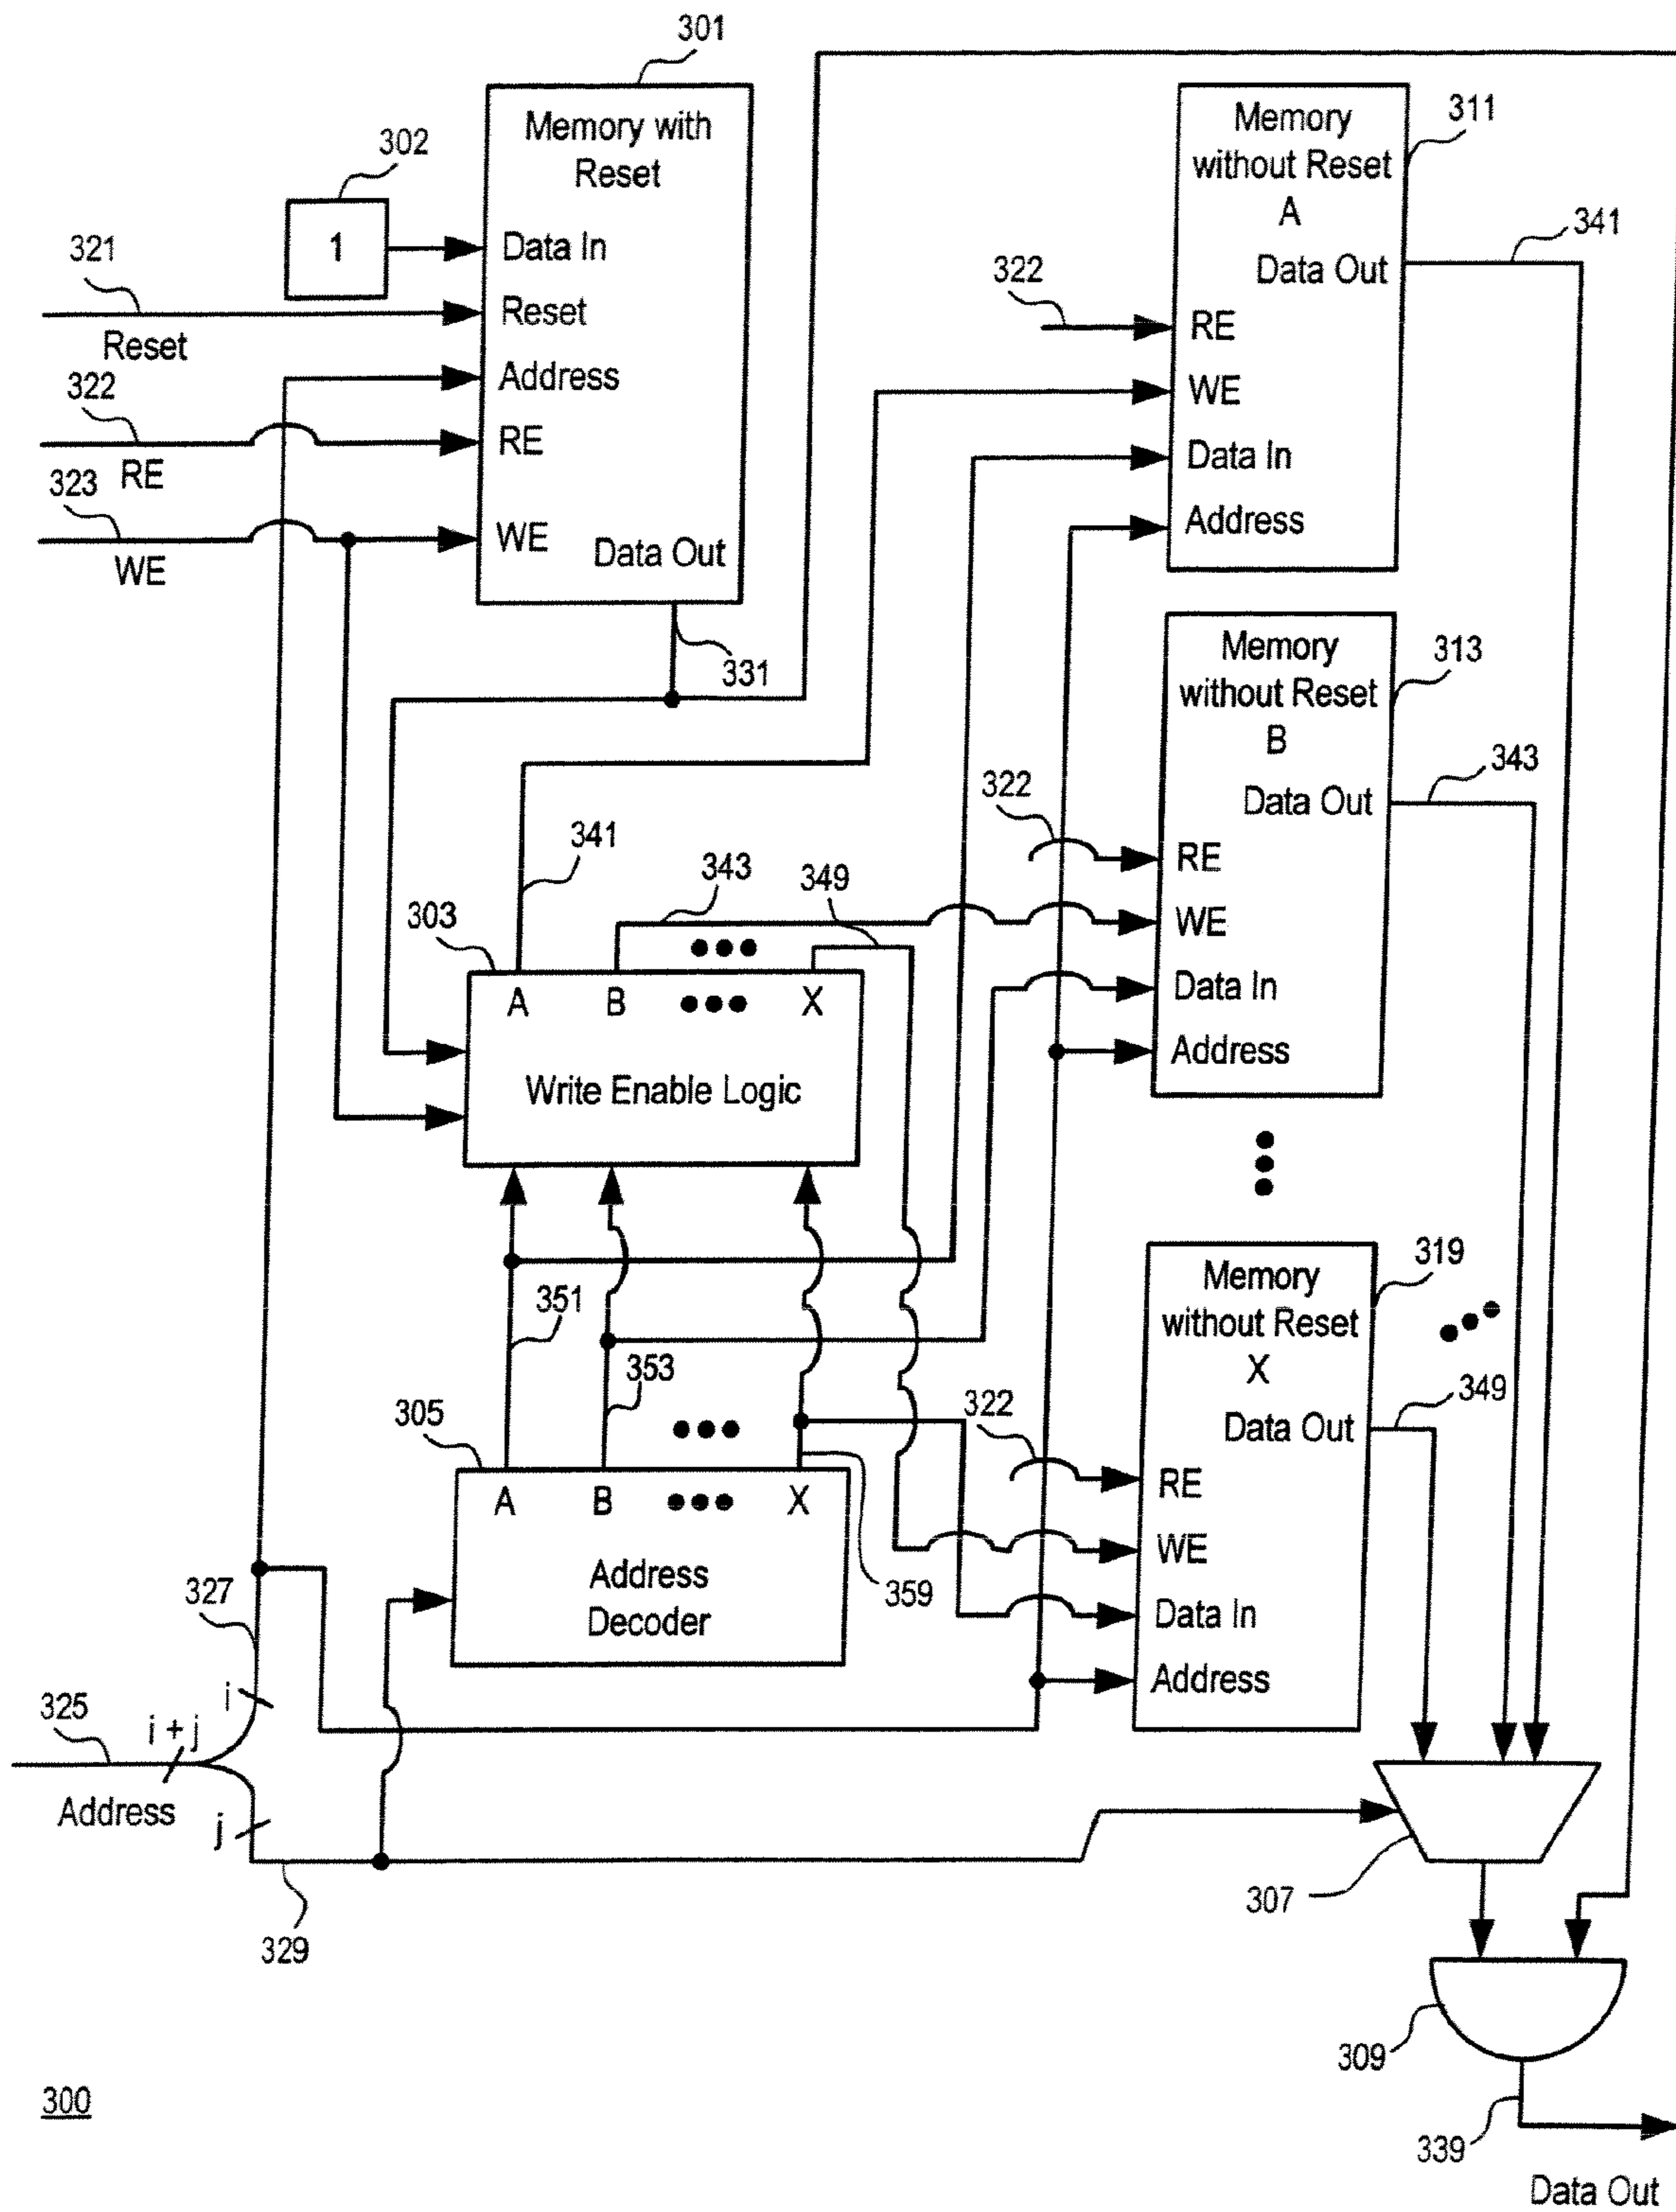 301
Memory with
Reset
302
1
Data In
321
Reset
Reset
Address
322
RE
RE
323
WE
WE
Data Out
331
Memory
without Reset
A
311
341
Data Out
322
RE
WE
Data In
Address
Memory
without Reset
B
313
343
Data Out
322
RE
WE
Data In
Address
341
343
349
303
A B ••• X
Write Enable Logic
351
353
305
A B ••• X
Address
Decoder
359
Memory
without Reset
X
319
349
Data Out
322
RE
WE
Data In
Address
327
i
325
i + j
Address
j
329
307
309
300
339
Data Out